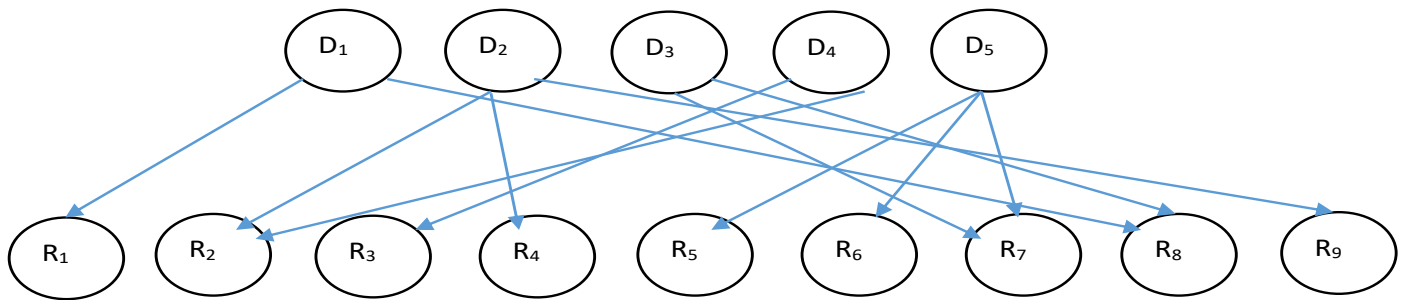 D₁ D₂ D₃ D₄ D₅
R₁ R₂ R₃ R₄ R₅ R₆ R₇ R₈ R₉